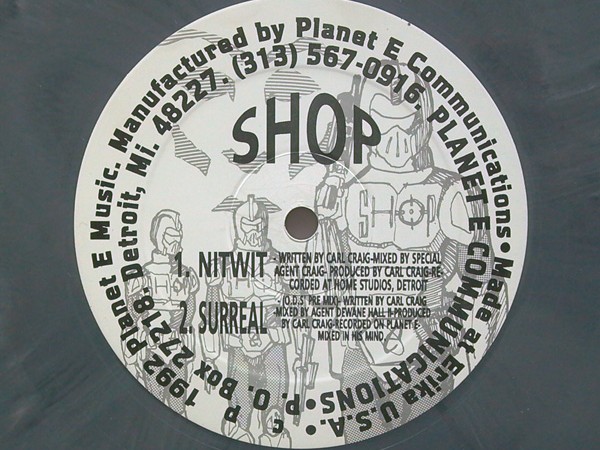 SHOP
SHOP
1. NITWIT - WRITTEN BY CARL CRAIG-MIXED BY SPECIAL
AGENT CRAIG- PRODUCED BY CARL CRAIG-RE-
CORDED AT HOME STUDIOS, DETROIT
2. SURREAL - (O.D.S' PRE MIX)- WRITTEN BY CARL CRAIG
-MIXED BY AGENT DEWANE HALL II-PRODUCED
BY CARL CRAIG-RECORDED ON PLANET E-
MIXED IN HIS MIND.
P 1992 Planet E Music. Manufactured by Planet E Communications • Made at Erika U.S.A. •
P. O. Box 27218, Detroit, Mi. 48227. (313) 567-0916. PLANET E COMMUNICATIONS •